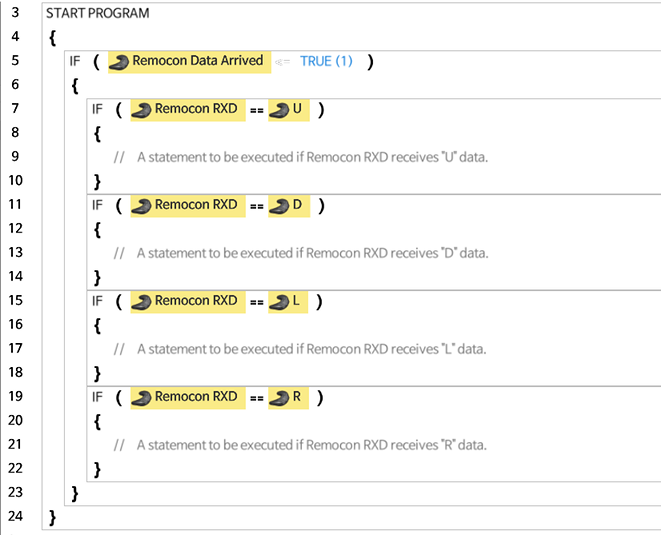 3 START PROGRAM
4 {
5 IF ( Remocon Data Arrived <= TRUE (1) )
6 {
7 IF ( Remocon RXD == U )
8 {
9 // A statement to be executed if Remocon RXD receives "U" data.
10 }
11 IF ( Remocon RXD == D )
12 {
13 // A statement to be executed if Remocon RXD receives "D" data.
14 }
15 IF ( Remocon RXD == L )
16 {
17 // A statement to be executed if Remocon RXD receives "L" data.
18 }
19 IF ( Remocon RXD == R )
20 {
21 // A statement to be executed if Remocon RXD receives "R" data.
22 }
23 }
24 }